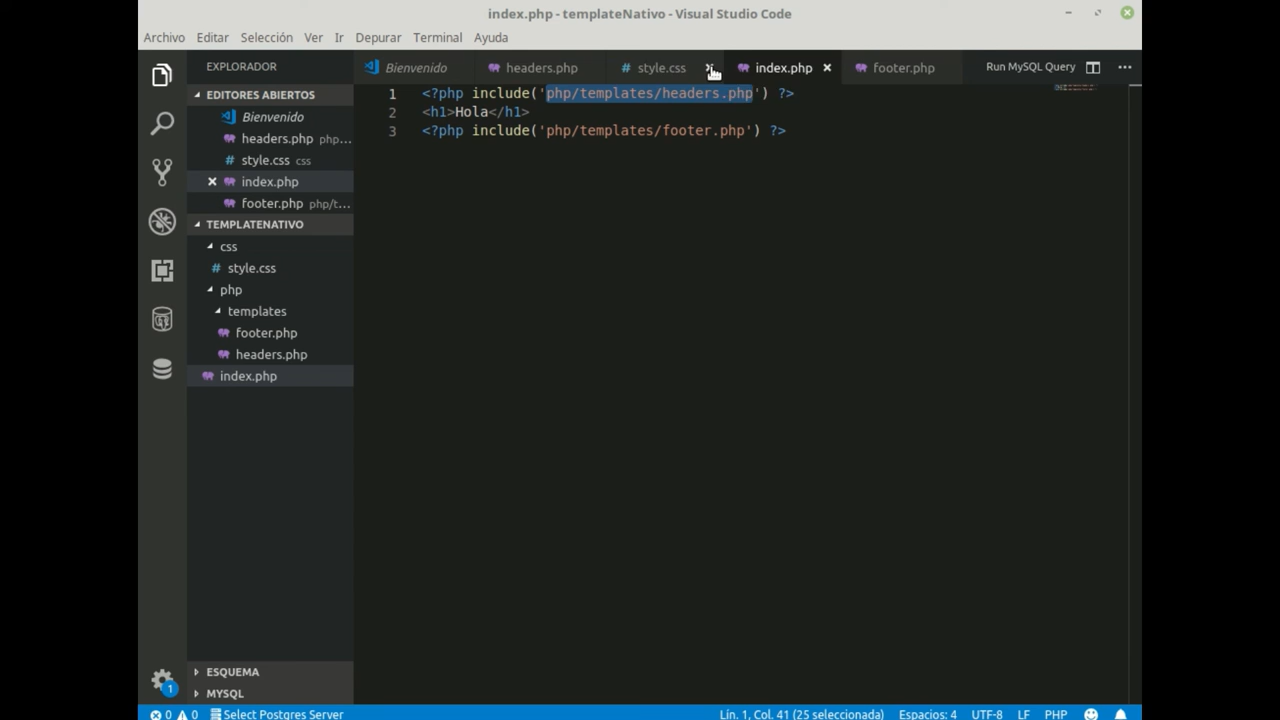 index.php - templateNativo - Visual Studio Code
Archivo Editar Selección Ver Ir Depurar Terminal Ayuda
EXPLORADOR
Bienvenido headers.php style.css index.php footer.php Run MySQL Query
EDITORES ABIERTOS
Bienvenido
headers.php php...
style.css css
index.php
footer.php php/t...
TEMPLATENATIVO
css
style.css
php
templates
footer.php
headers.php
index.php
1 <?php include('php/templates/headers.php') ?>
2 <h1>Hola</h1>
3 <?php include('php/templates/footer.php') ?>
ESQUEMA
MYSQL
1
0 0 Select Postgres Server Lín. 1, Col. 41 (25 seleccionada) Espacios: 4 UTF-8 LF PHP